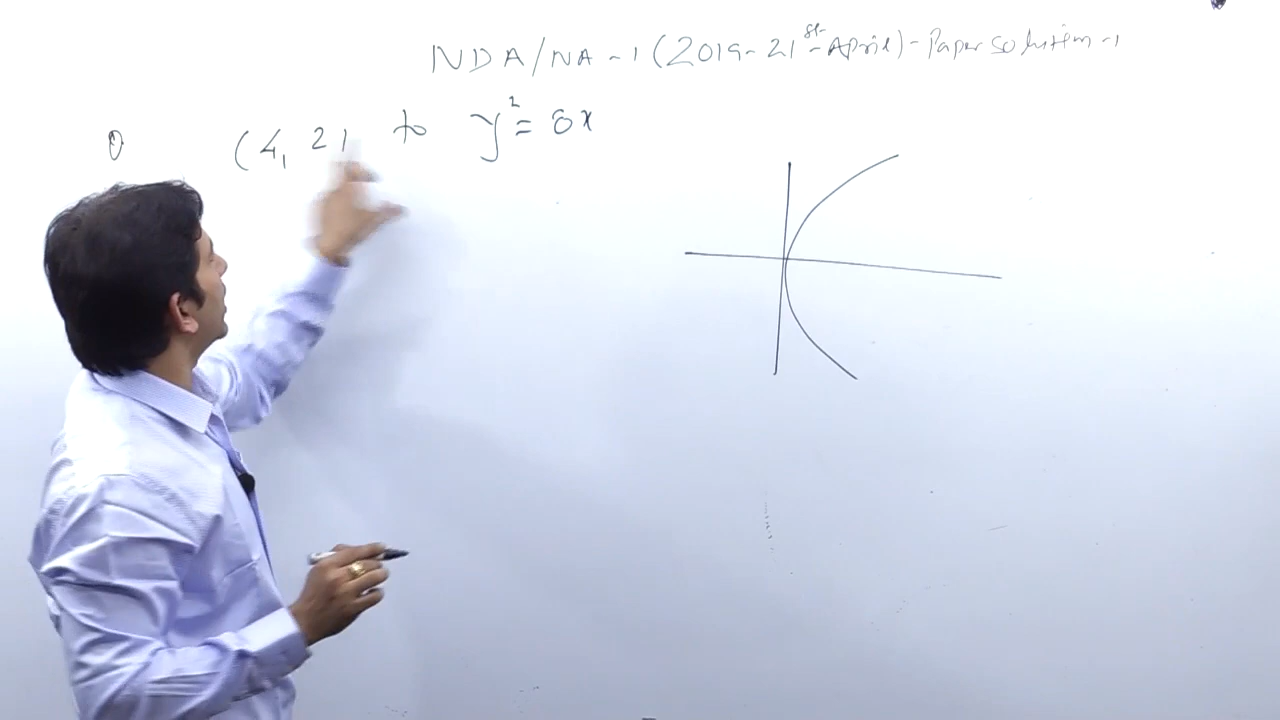 NDA/NA-1 (2019-21st-April)-Paper solution-1
Q (4, 2) to y² = 8x